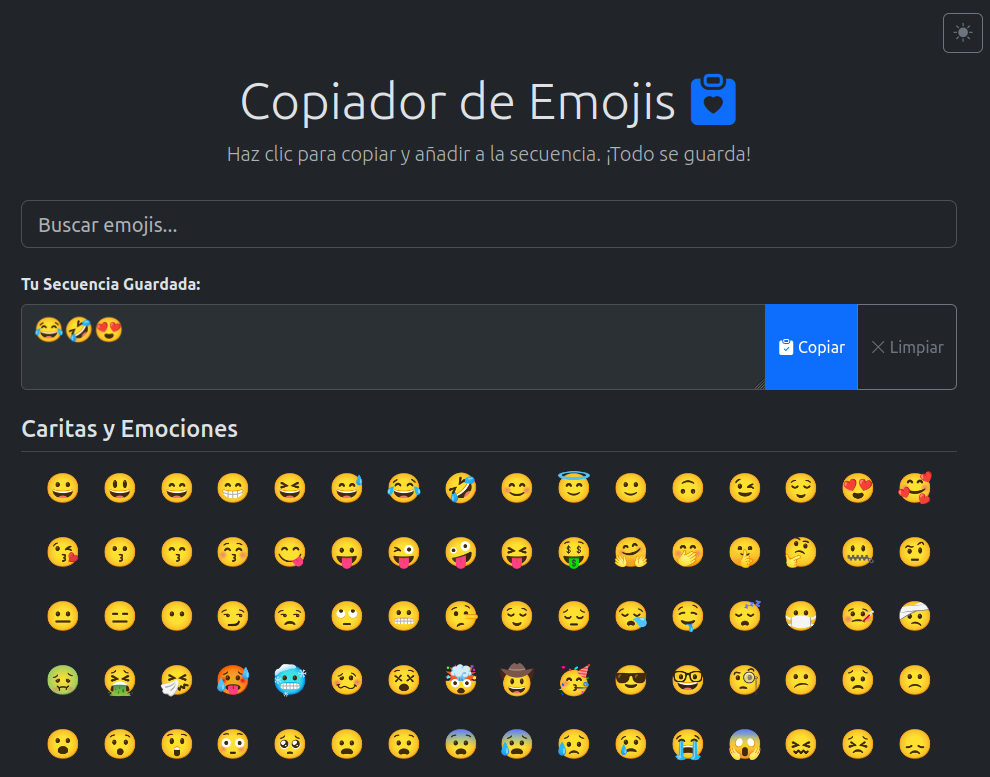 Copiador de Emojis
Haz clic para copiar y añadir a la secuencia. ¡Todo se guarda!
Buscar emojis...
Tu Secuencia Guardada:
😂🤣😍
Copiar
Limpiar
Caritas y Emociones